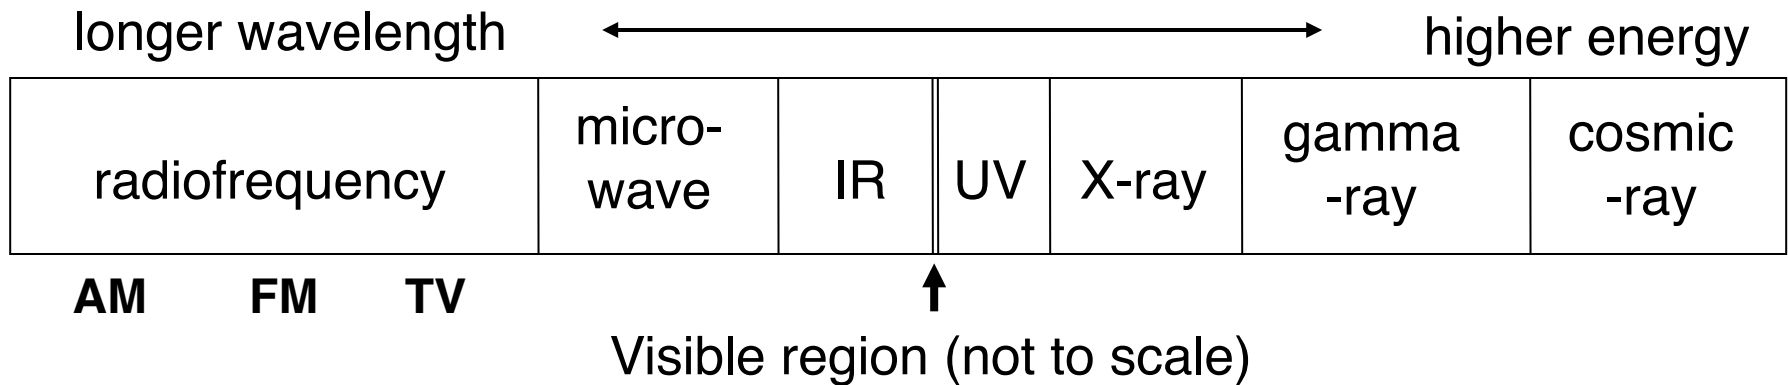 longer wavelength higher energy
radiofrequency
micro-
wave
IR
UV
X-ray
gamma
-ray
cosmic
-ray
AM FM TV
Visible region (not to scale)